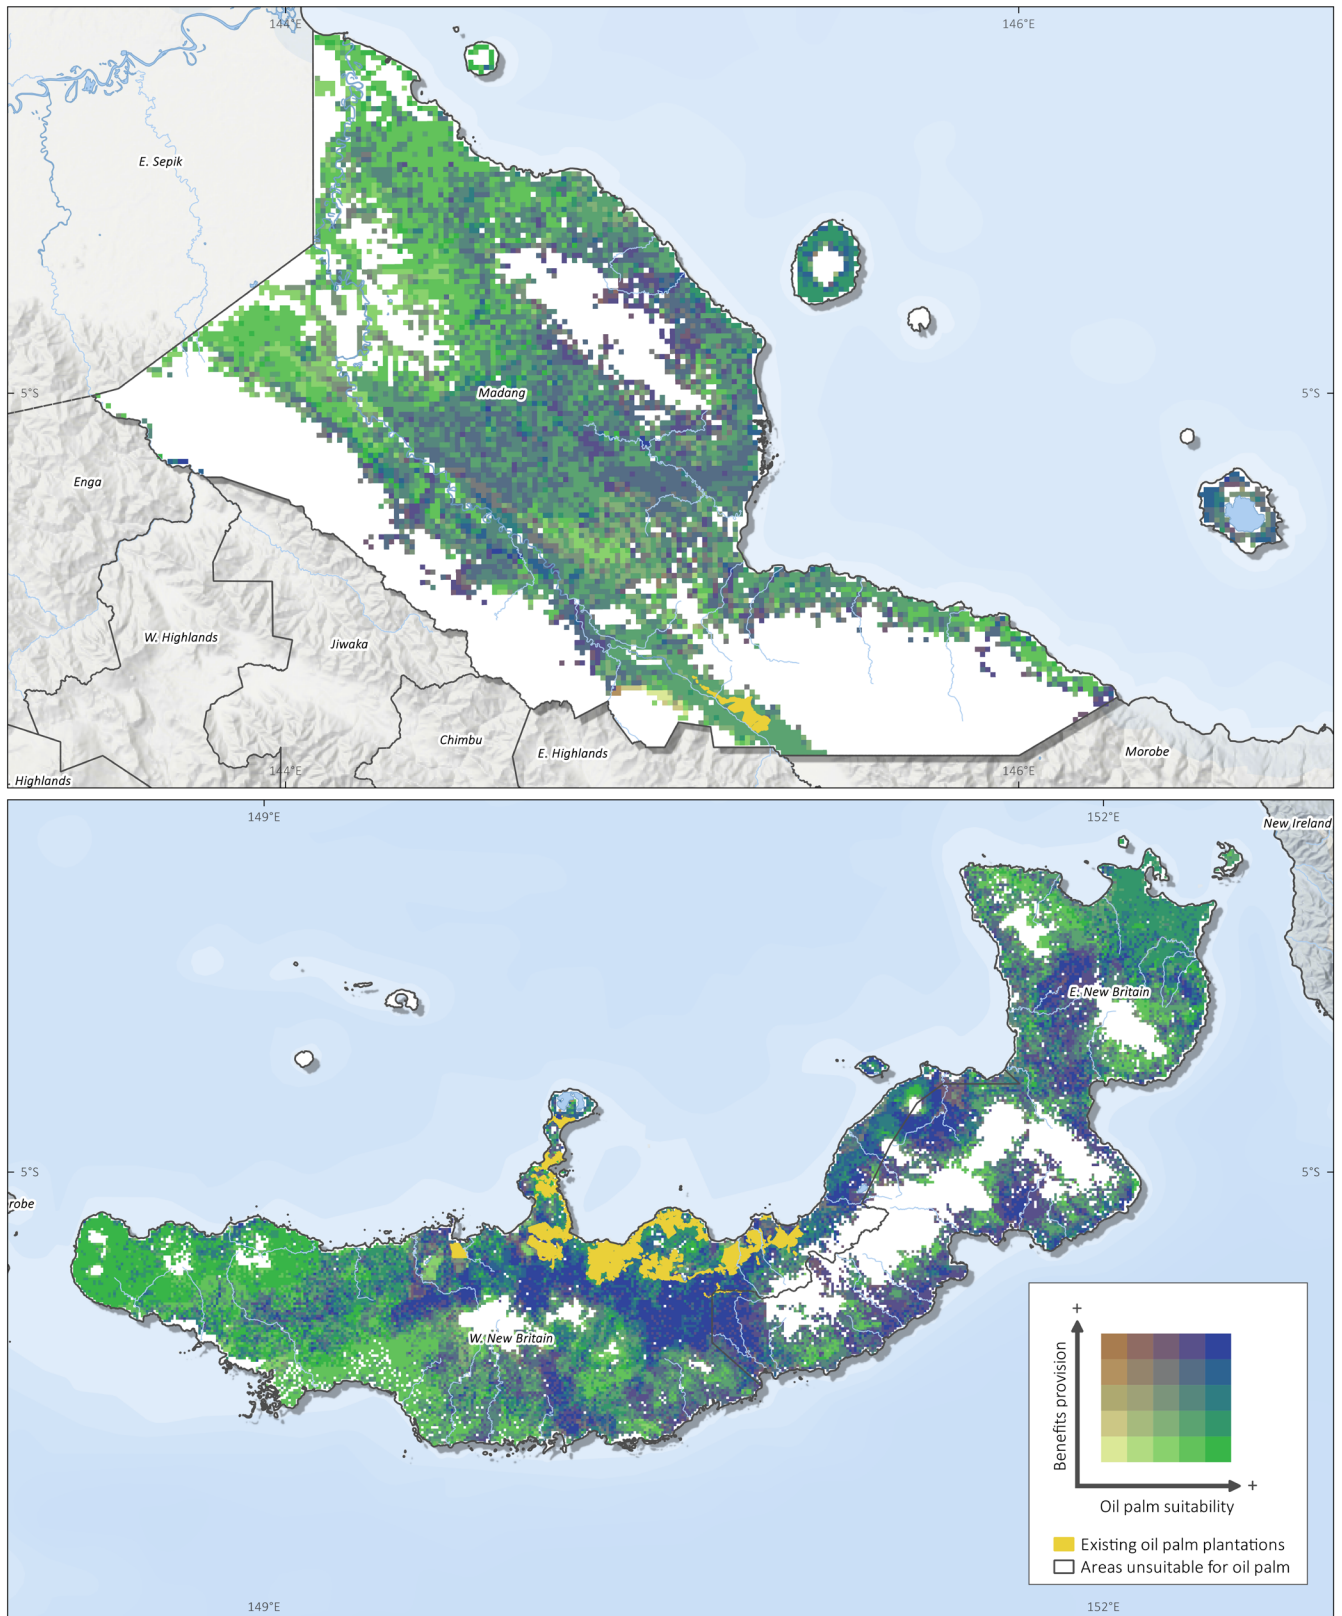 144°E
146°E
E. Sepik
5°S
Madang
5°S
Enga
W. Highlands
Jiwaka
Chimbu
E. Highlands
Morobe
. Highlands
144°E
146°E
149°E
152°E
New Ireland
E. New Britain
5°S
5°S
robe
W. New Britain
+
Benefits provision
+
Oil palm suitability
Existing oil palm plantations
Areas unsuitable for oil palm
149°E
152°E